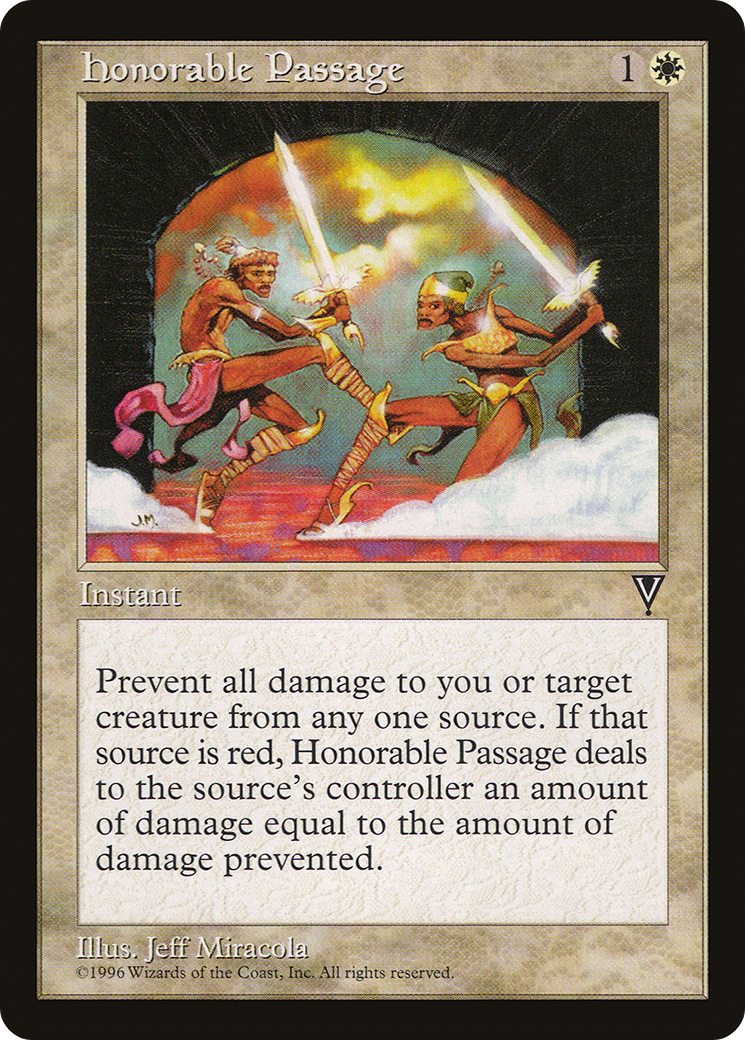 Honorable Passage
1
J.M.
Instant
V
Prevent all damage to you or target
creature from any one source. If that
source is red, Honorable Passage deals
to the source's controller an amount
of damage equal to the amount of
damage prevented.
Illus. Jeff Miracola
©1996 Wizards of the Coast, Inc. All rights reserved.